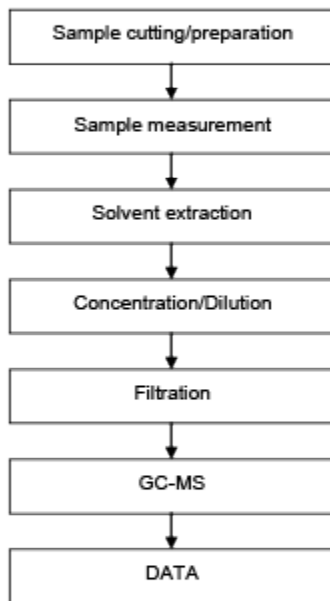 Sample cutting/preparation
Sample measurement
Solvent extraction
Concentration/Dilution
Filtration
GC-MS
DATA